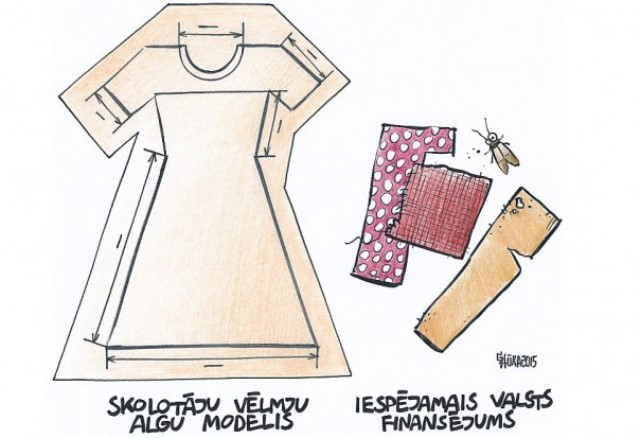 SKOLOTĀJU VĒLMJU
ALGU MODELIS
IESPĒJAMAIS VALSTS
FINANSĒJUMS